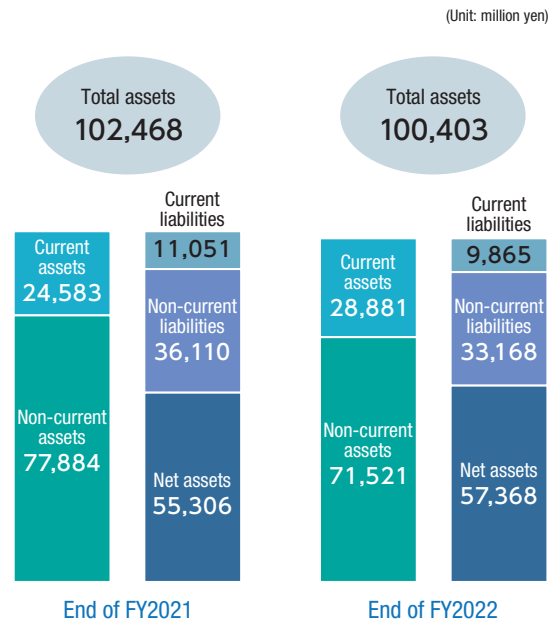 (Unit: million yen)
Total assets
102,468
Current
assets
24,583
Non-current
assets
77,884
Current
liabilities
11,051
Non-current
liabilities
36,110
Net assets
55,306
End of FY2021
Total assets
100,403
Current
assets
28,881
Non-current
assets
71,521
Current
liabilities
9,865
Non-current
liabilities
33,168
Net assets
57,368
End of FY2022